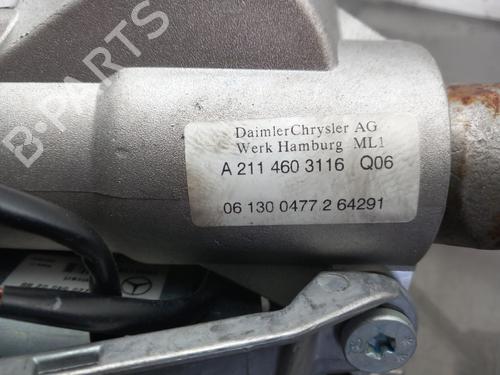 B-PARTS
DaimlerChrysler AG
Werk Hamburg ML1
A 211 460 3116 Q06
06 130 0477 2 64291